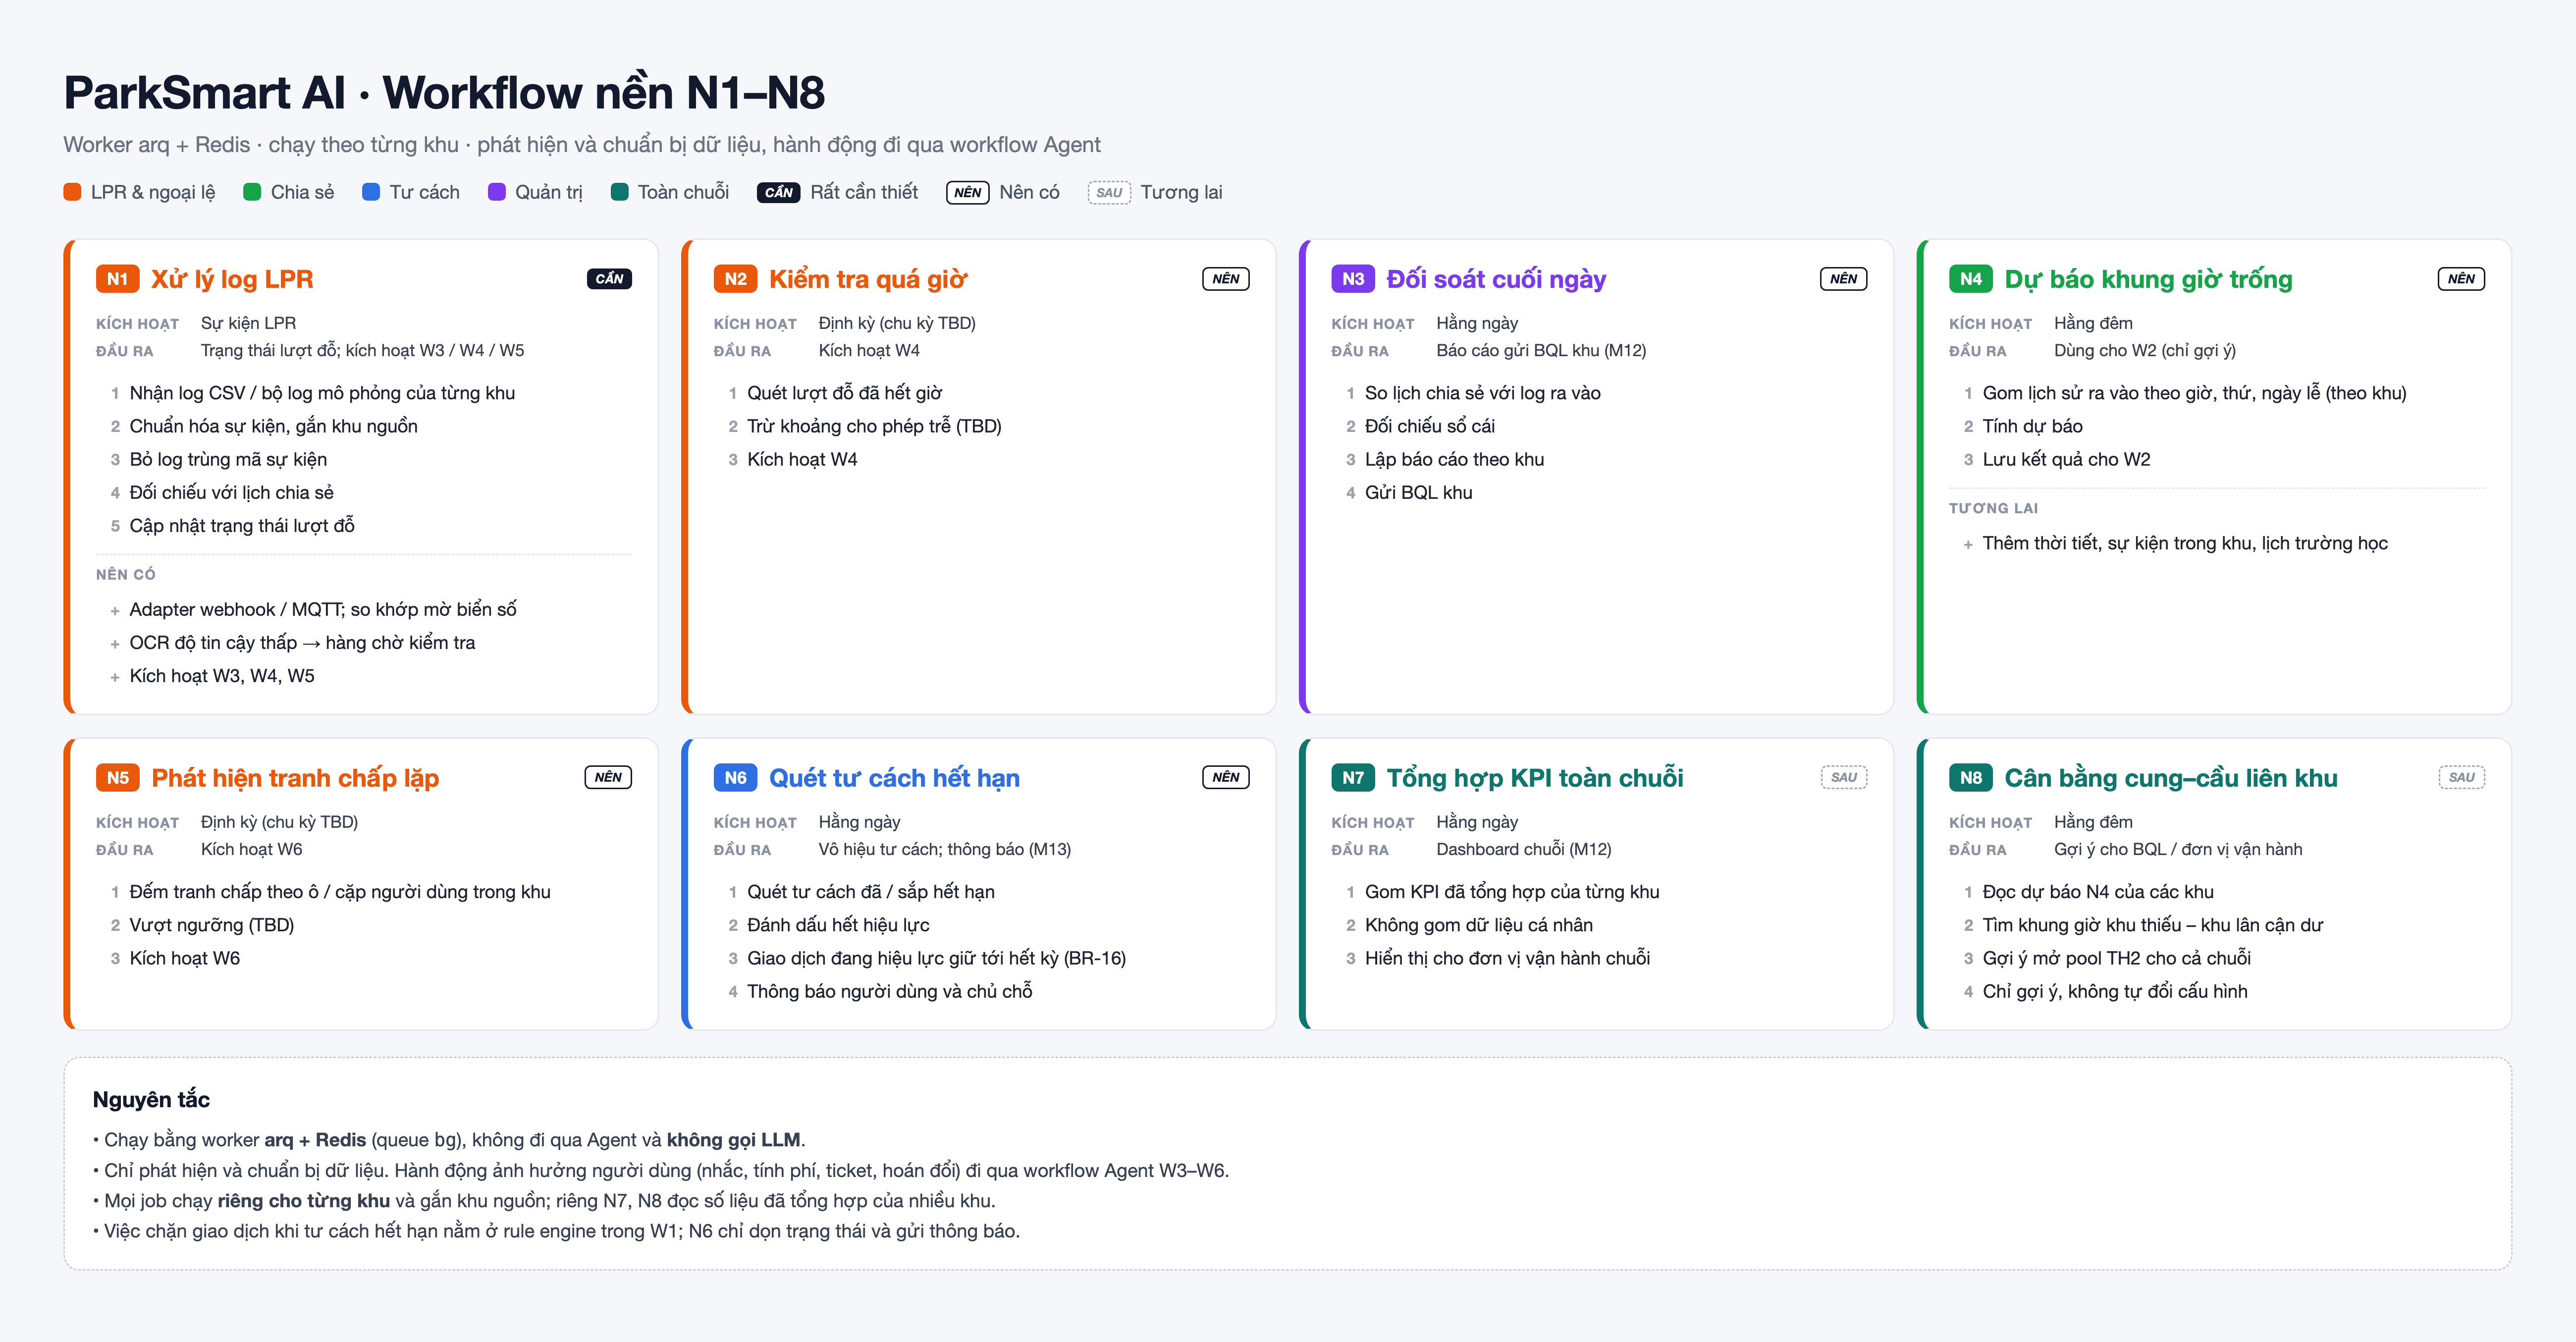 ParkSmart AI · Workflow nền N1–N8
Worker arq + Redis · chạy theo từng khu · phát hiện và chuẩn bị dữ liệu, hành động đi qua workflow Agent
LPR & ngoại lệ Chia sẻ Tư cách Quản trị Toàn chuỗi CẦN Rất cần thiết NÊN Nên có SAU Tương lai
N1 Xử lý log LPR CẦN
KÍCH HOẠT Sự kiện LPR
ĐẦU RA Trạng thái lượt đỗ; kích hoạt W3 / W4 / W5
1 Nhận log CSV / bộ log mô phỏng của từng khu
2 Chuẩn hóa sự kiện, gắn khu nguồn
3 Bỏ log trùng mã sự kiện
4 Đối chiếu với lịch chia sẻ
5 Cập nhật trạng thái lượt đỗ
NÊN CÓ
+ Adapter webhook / MQTT; so khớp mờ biển số
+ OCR độ tin cậy thấp → hàng chờ kiểm tra
+ Kích hoạt W3, W4, W5
N2 Kiểm tra quá giờ NÊN
KÍCH HOẠT Định kỳ (chu kỳ TBD)
ĐẦU RA Kích hoạt W4
1 Quét lượt đỗ đã hết giờ
2 Trừ khoảng cho phép trễ (TBD)
3 Kích hoạt W4
N3 Đối soát cuối ngày NÊN
KÍCH HOẠT Hằng ngày
ĐẦU RA Báo cáo gửi BQL khu (M12)
1 So lịch chia sẻ với log ra vào
2 Đối chiếu sổ cái
3 Lập báo cáo theo khu
4 Gửi BQL khu
N4 Dự báo khung giờ trống NÊN
KÍCH HOẠT Hằng đêm
ĐẦU RA Dùng cho W2 (chỉ gợi ý)
1 Gom lịch sử ra vào theo giờ, thứ, ngày lễ (theo khu)
2 Tính dự báo
3 Lưu kết quả cho W2
TƯƠNG LAI
+ Thêm thời tiết, sự kiện trong khu, lịch trường học
N5 Phát hiện tranh chấp lặp NÊN
KÍCH HOẠT Định kỳ (chu kỳ TBD)
ĐẦU RA Kích hoạt W6
1 Đếm tranh chấp theo ô / cặp người dùng trong khu
2 Vượt ngưỡng (TBD)
3 Kích hoạt W6
N6 Quét tư cách hết hạn NÊN
KÍCH HOẠT Hằng ngày
ĐẦU RA Vô hiệu tư cách; thông báo (M13)
1 Quét tư cách đã / sắp hết hạn
2 Đánh dấu hết hiệu lực
3 Giao dịch đang hiệu lực giữ tới hết kỳ (BR-16)
4 Thông báo người dùng và chủ chỗ
N7 Tổng hợp KPI toàn chuỗi SAU
KÍCH HOẠT Hằng ngày
ĐẦU RA Dashboard chuỗi (M12)
1 Gom KPI đã tổng hợp của từng khu
2 Không gom dữ liệu cá nhân
3 Hiển thị cho đơn vị vận hành chuỗi
N8 Cân bằng cung–cầu liên khu SAU
KÍCH HOẠT Hằng đêm
ĐẦU RA Gợi ý cho BQL / đơn vị vận hành
1 Đọc dự báo N4 của các khu
2 Tìm khung giờ khu thiếu – khu lân cận dư
3 Gợi ý mở pool TH2 cho cả chuỗi
4 Chỉ gợi ý, không tự đổi cấu hình
Nguyên tắc
• Chạy bằng worker arq + Redis (queue bg), không đi qua Agent và không gọi LLM.
• Chỉ phát hiện và chuẩn bị dữ liệu. Hành động ảnh hưởng người dùng (nhắc, tính phí, ticket, hoán đổi) đi qua workflow Agent W3–W6.
• Mọi job chạy riêng cho từng khu và gắn khu nguồn; riêng N7, N8 đọc số liệu đã tổng hợp của nhiều khu.
• Việc chặn giao dịch khi tư cách hết hạn nằm ở rule engine trong W1; N6 chỉ dọn trạng thái và gửi thông báo.